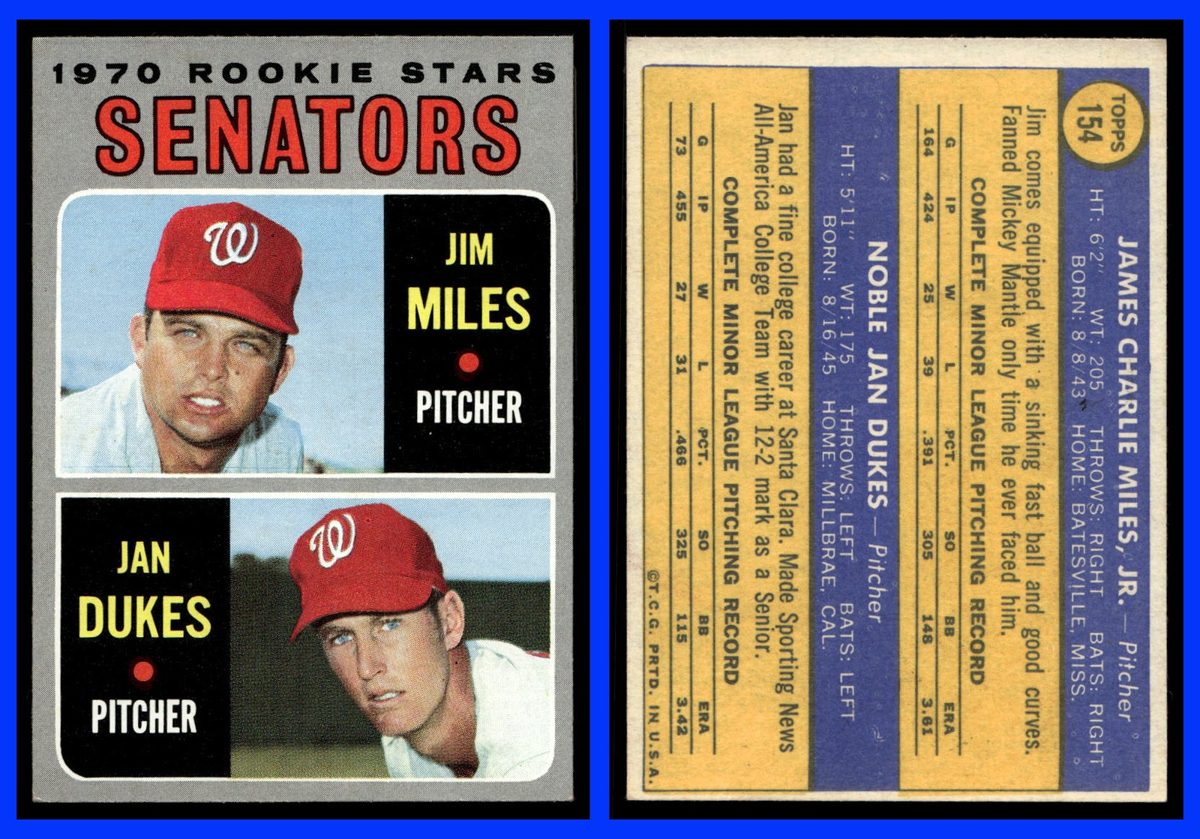 1970 ROOKIE STARS
SENATORS
W
JIM
MILES
PITCHER
W
JAN
DUKES
PITCHER
TOPPS
154
JAMES CHARLIE MILES, JR. — Pitcher
HT: 6'2" WT: 205 THROWS: RIGHT BATS: RIGHT
BORN: 8/8/43 HOME: BATESVILLE, MISS.
Jim comes equipped with a sinking fast ball and good curves.
Fanned Mickey Mantle only time he ever faced him.
COMPLETE MINOR LEAGUE PITCHING RECORD
G IP W L PCT. SO BB ERA
164 424 25 39 .391 305 148 3.61
NOBLE JAN DUKES — Pitcher
HT: 5'11" WT: 175 THROWS: LEFT BATS: LEFT
BORN: 8/16/45 HOME: MILLBRAE, CAL.
Jan had a fine college career at Santa Clara. Made Sporting News
All-America College Team with 12-2 mark as a Senior.
COMPLETE MINOR LEAGUE PITCHING RECORD
G IP W L PCT. SO BB ERA
73 455 27 31 .466 325 115 3.42
©T.C.G. PRTD. IN U.S.A.